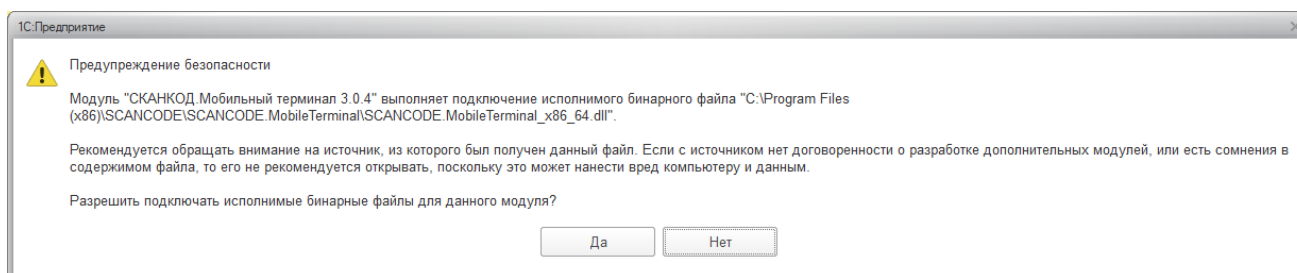 1С:Предприятие
Предупреждение безопасности
Модуль "СКАНКОД.Мобильный терминал 3.0.4" выполняет подключение исполнимого бинарного файла "C:\Program Files
(x86)\SCANCODE\SCANCODE.MobileTerminal\SCANCODE.MobileTerminal_x86_64.dll".
Рекомендуется обращать внимание на источник, из которого был получен данный файл. Если с источником нет договоренности о разработке дополнительных модулей, или есть сомнения в
содержимом файла, то его не рекомендуется открывать, поскольку это может нанести вред компьютеру и данным.
Разрешить подключать исполнимые бинарные файлы для данного модуля?
Да
Нет